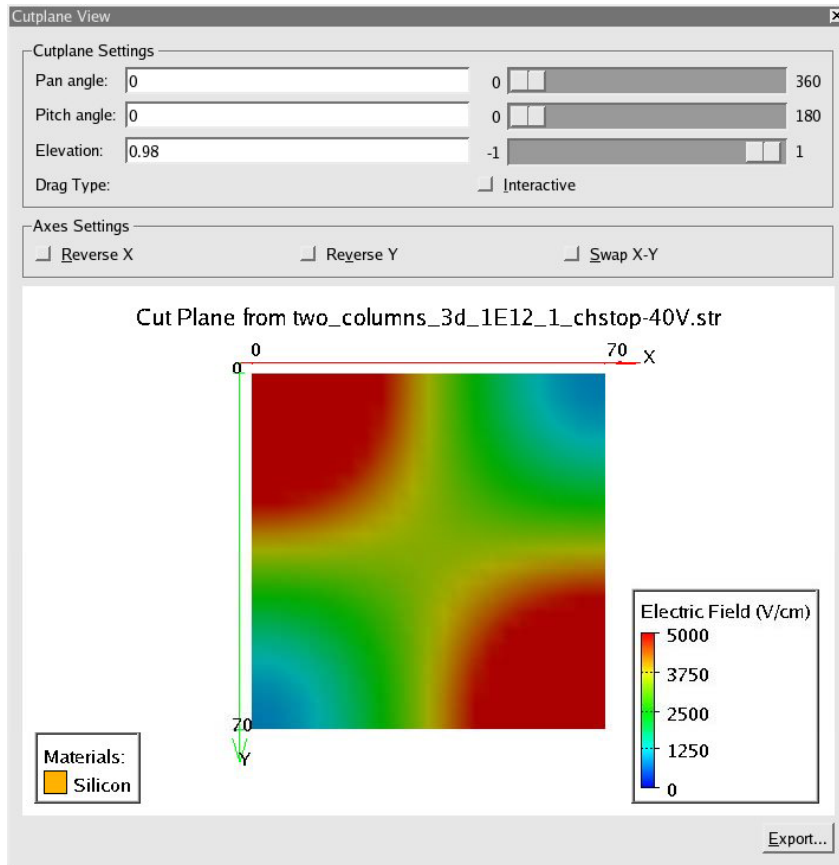 Cutplane View
Cutplane Settings
Pan angle: 0 0 360
Pitch angle: 0 0 180
Elevation: 0.98 -1 1
Drag Type: Interactive
Axes Settings
Reverse X Reverse Y Swap X-Y
Cut Plane from two_columns_3d_1E12_1_chstop-40V.str
0 70 X
0
70
Y
Electric Field (V/cm)
5000
3750
2500
1250
0
Materials:
Silicon
Export...